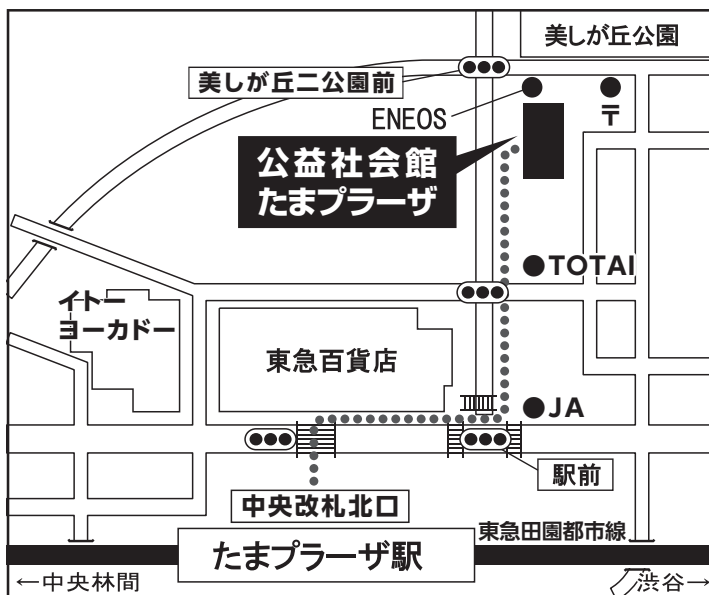 美しが丘公園
美しが丘二公園前
ENEOS
〒
公益社会館
たまプラーザ
TOTAI
イトー
ヨーカドー
東急百貨店
JA
駅前
中央改札北口
東急田園都市線
たまプラーザ駅
←中央林間
渋谷→